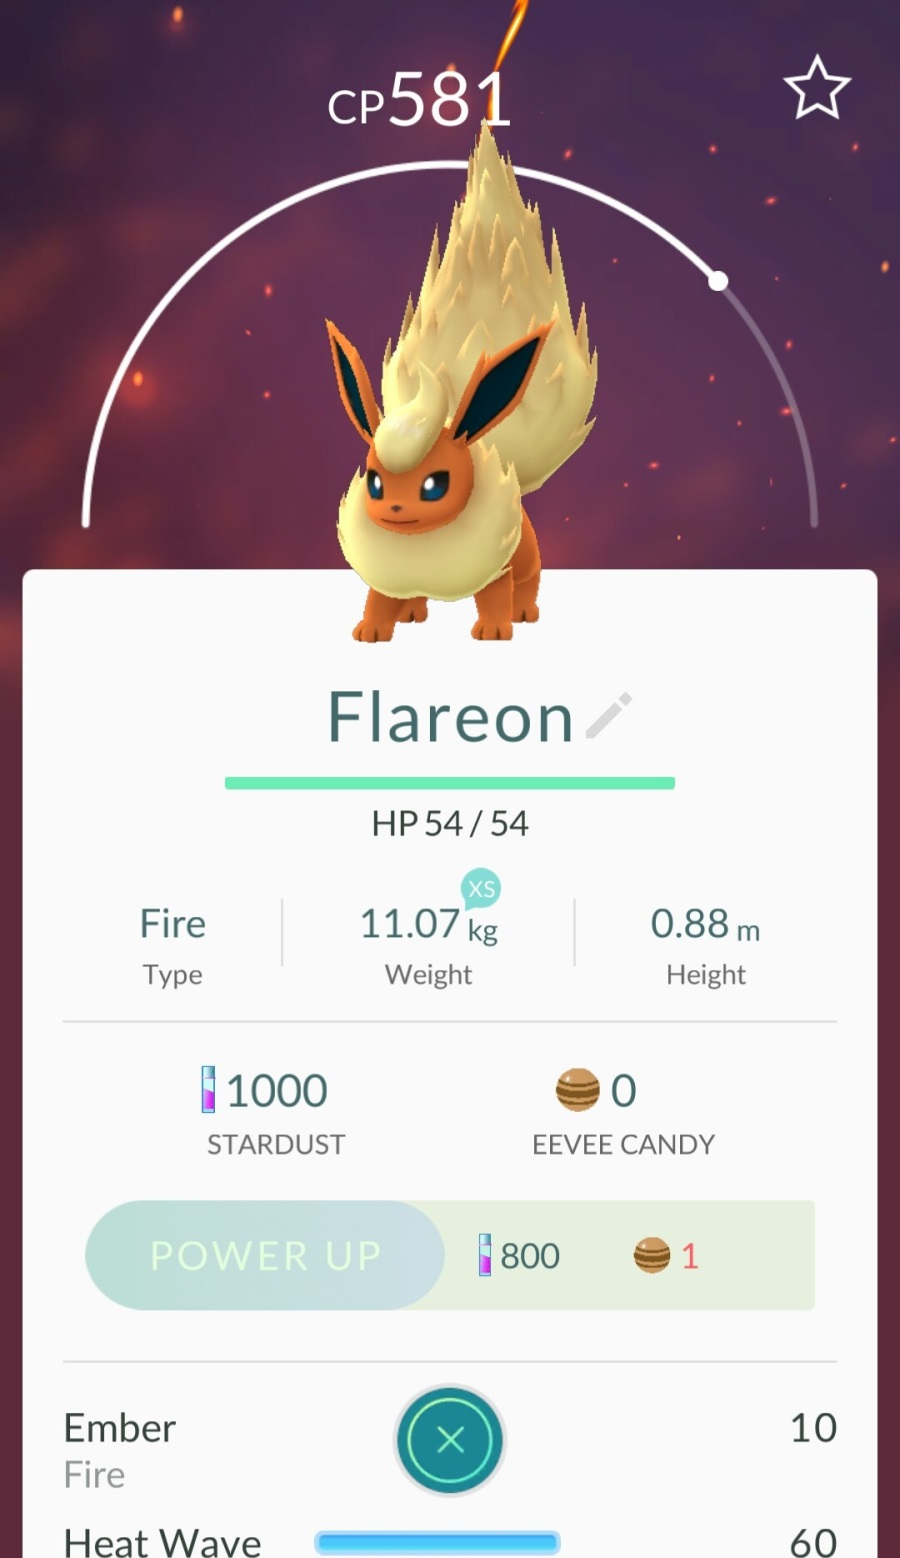 CP581
Flareon
HP 54 / 54
XS
Fire 11.07 kg 0.88 m
Type Weight Height
1000 0
STARDUST EEVEE CANDY
POWER UP 800 1
Ember 10
Fire
Heat Wave 60